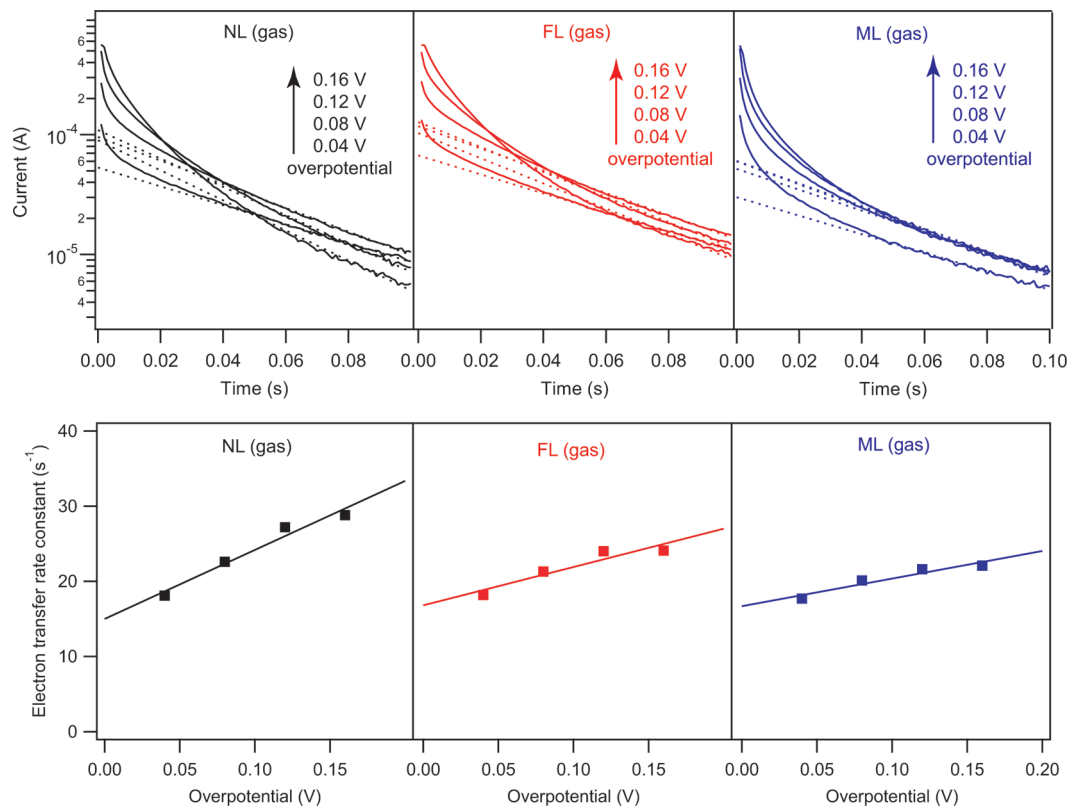 NL (gas)
0.16 V
0.12 V
0.08 V
0.04 V
overpotential
FL (gas)
0.16 V
0.12 V
0.08 V
0.04 V
overpotential
ML (gas)
0.16 V
0.12 V
0.08 V
0.04 V
overpotential
Current (A)
6
4
2
10⁻⁴
6
4
2
10⁻⁵
6
4
0.00 0.02 0.04 0.06 0.08
0.00 0.02 0.04 0.06 0.08
0.00 0.02 0.04 0.06 0.08 0.10
Time (s)
Time (s)
Time (s)
NL (gas)
FL (gas)
ML (gas)
Electron transfer rate constant (s⁻¹)
40
30
20
10
0
0.00 0.05 0.10 0.15
0.00 0.05 0.10 0.15
0.00 0.05 0.10 0.15 0.20
Overpotential (V)
Overpotential (V)
Overpotential (V)